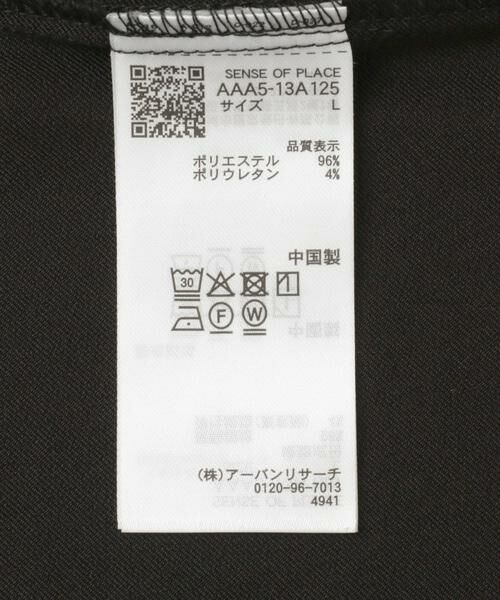 SENSE OF PLACE
AAA5-13A125
サイズ L
品質表示
ポリエステル 96%
ポリウレタン 4%
中国製
30
F W
(株)アーバンリサーチ
0120-96-7013
4941